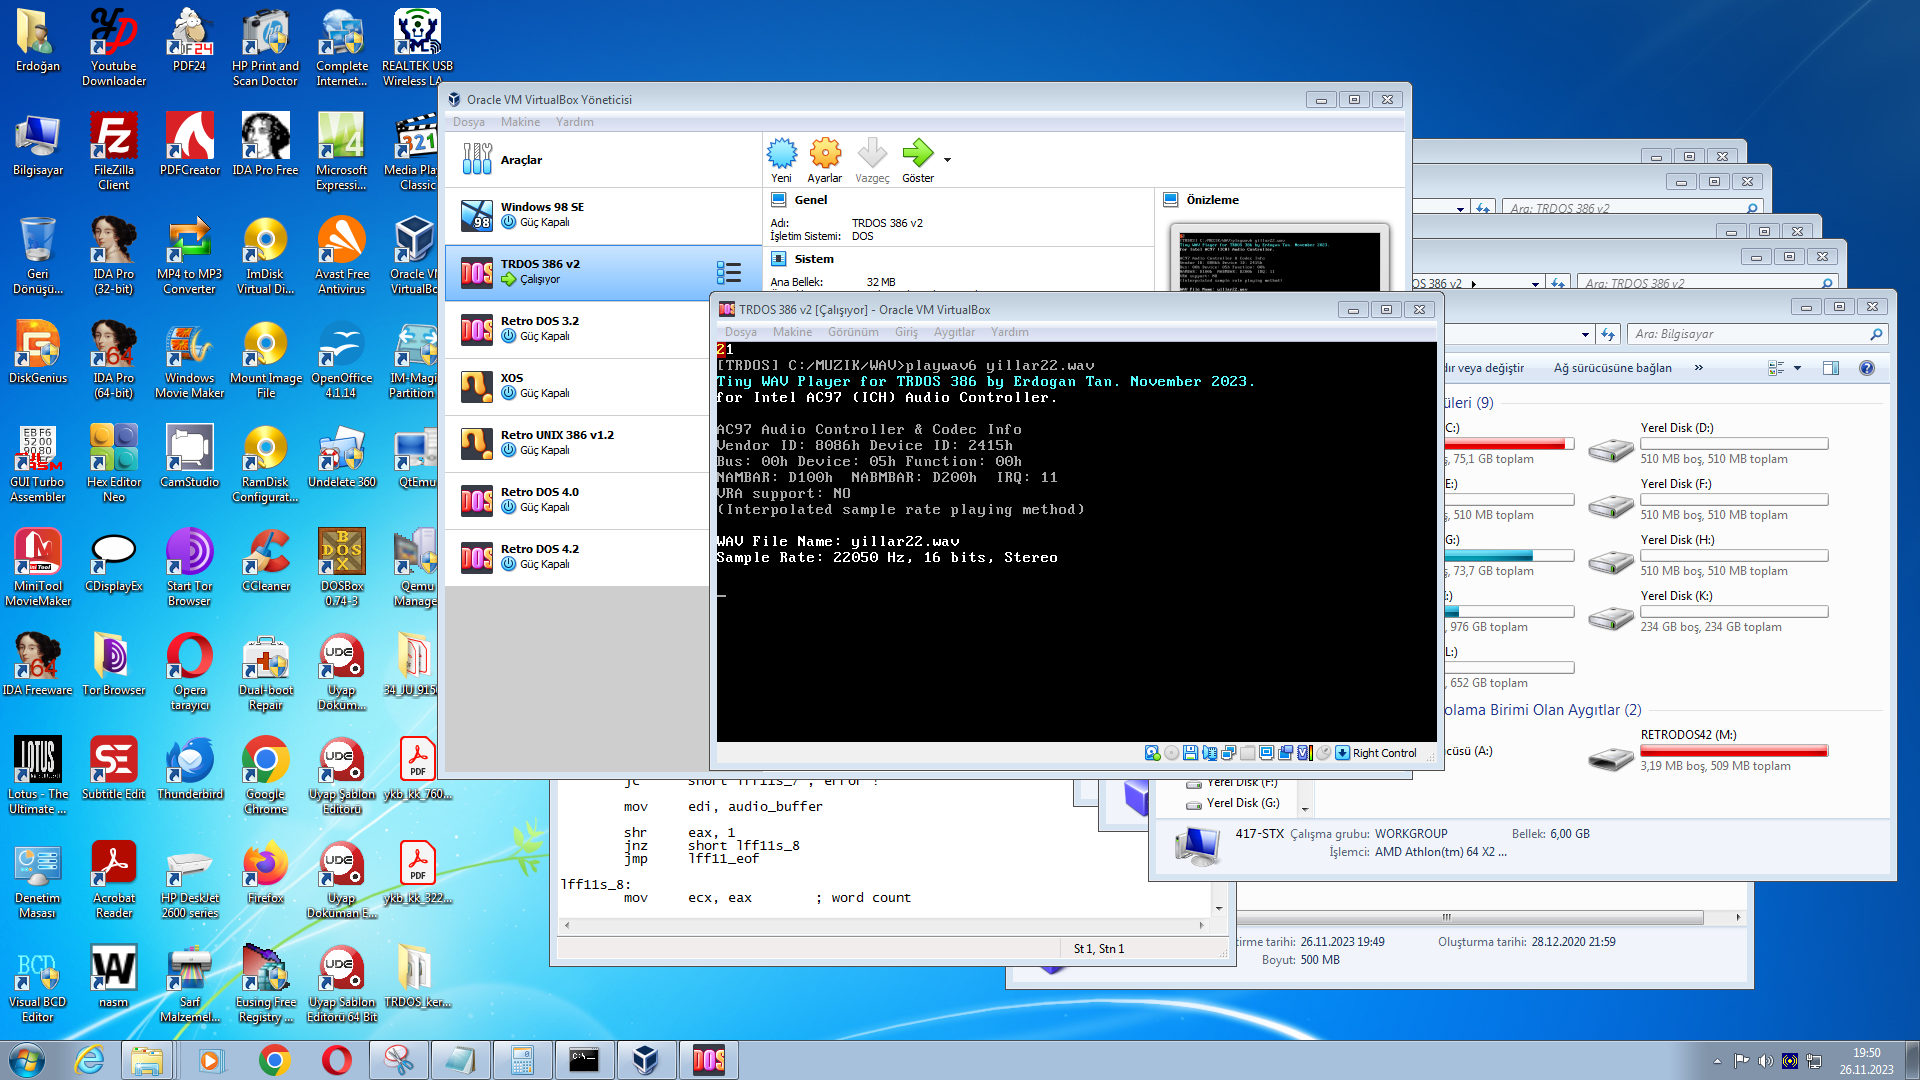 Erdoğan
Youtube Downloader
PDF24
HP Print and Scan Doctor
Complete Internet...
REALTEK USB Wireless LA...
Bilgisayar
FileZilla Client
PDFCreator
IDA Pro Free
Microsoft Expressi...
Media Play
Classic
Geri Dönüşü...
IDA Pro (32-bit)
MP4 to MP3 Converter
ImDisk Virtual Di...
Avast Free Antivirus
Oracle VM
VirtualBox
DiskGenius
IDA Pro (64-bit)
Windows Movie Maker
Mount Image File
OpenOffice 4.1.14
IM-Magi
Partition
GUI Turbo Assembler
Hex Editor Neo
CamStudio
RamDisk Configurat...
Undelete 360
QtEmu
MiniTool MovieMaker
CDisplayEx
Start Tor Browser
CCleaner
DOSBox 0.74-3
Qemu
Manage
IDA Freeware
Tor Browser
Opera tarayıcı
Dual-boot Repair
Uyap Doküm...
34_JU_915
Lotus - The Ultimate ...
Subtitle Edit
Thunderbird
Google Chrome
Uyap Şablon Editörü
ykb_kk_760...
Denetim Masası
Acrobat Reader
HP DeskJet 2600 series
Firefox
Uyap Doküman E...
ykb_kk_322...
Visual BCD Editor
nasm
Sarf Malzemel...
Eusing Free Registry ...
Uyap Şablon Editörü 64 Bit
TRDOS_ker...
Oracle VM VirtualBox Yöneticisi
Dosya Makine Yardım
Araçlar
Yeni Ayarlar Vazgeç Göster
Windows 98 SE
Güç Kapalı
TRDOS 386 v2
Çalışıyor
Retro DOS 3.2
Güç Kapalı
XOS
Güç Kapalı
Retro UNIX 386 v1.2
Güç Kapalı
Retro DOS 4.0
Güç Kapalı
Retro DOS 4.2
Güç Kapalı
Genel
Adı: TRDOS 386 v2
İşletim Sistemi: DOS
Sistem
Ana Bellek: 32 MB
Önizleme
TRDOS 386 v2 [Çalışıyor] - Oracle VM VirtualBox
Dosya Makine Görünüm Giriş Aygıtlar Yardım
21
[TRDOS] C:/MUZIK/WAV>playwav6 yillar22.wav
Tiny WAV Player for TRDOS 386 by Erdogan Tan. November 2023.
for Intel AC97 (ICH) Audio Controller.
AC97 Audio Controller & Codec Info
Vendor ID: 8086h Device ID: 2415h
Bus: 00h Device: 05h Function: 00h
NAMBAR: D100h NABMBAR: D200h IRQ: 11
VRA support: NO
(Interpolated sample rate playing method)
WAV File Name: yillar22.wav
Sample Rate: 22050 Hz, 16 bits, Stereo
Right Control
Ara: TRDOS 386 v2
OS 386 v2
Ara: TRDOS 386 v2
Ara: Bilgisayar
dır veya değiştir Ağ sürücüsüne bağlan »
üleri (9)
C:)
, 75,1 GB toplam
Yerel Disk (D:)
510 MB boş, 510 MB toplam
E:)
, 510 MB toplam
Yerel Disk (F:)
510 MB boş, 510 MB toplam
G:)
, 73,7 GB toplam
Yerel Disk (H:)
510 MB boş, 510 MB toplam
:)
, 976 GB toplam
Yerel Disk (K:)
234 GB boş, 234 GB toplam
L:)
, 652 GB toplam
olama Birimi Olan Aygıtlar (2)
cüsü (A:)
RETRODOS42 (M:)
3,19 MB boş, 509 MB toplam
Yerel Disk (F:)
Yerel Disk (G:)
417-STX Çalışma grubu: WORKGROUP Bellek: 6,00 GB
İşlemci: AMD Athlon(tm) 64 X2 ...
jc short lff11s_7 ; error !
mov edi, audio_buffer
shr eax, 1
jnz short lff11s_8
jmp lff11_eof
lff11s_8:
mov ecx, eax ; word count
St 1, Stn 1
tirme tarihi: 26.11.2023 19:49 Oluşturma tarihi: 28.12.2020 21:59
Boyut: 500 MB
19:50
26.11.2023